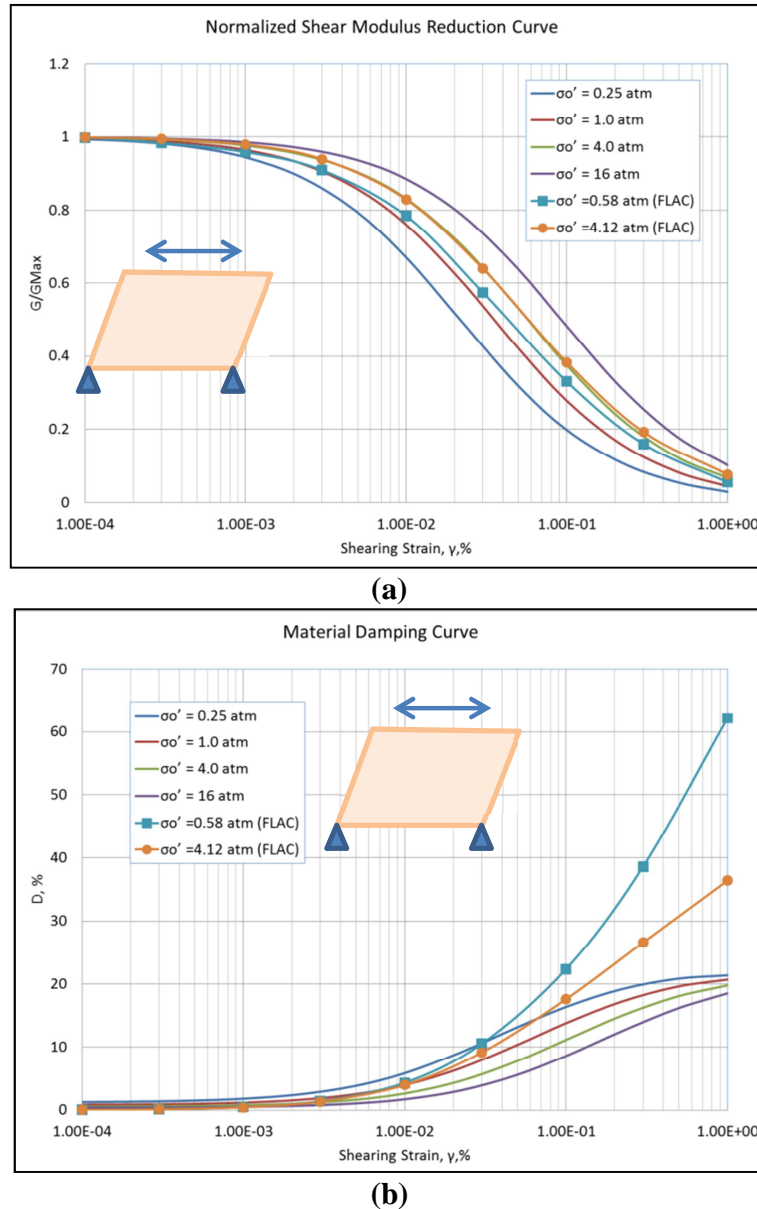 Normalized Shear Modulus Reduction Curve
1.2
1
0.8
0.6
0.4
0.2
0
G/GMax
σo’ = 0.25 atm
σo’ = 1.0 atm
σo’ = 4.0 atm
σo’ = 16 atm
σo’ =0.58 atm (FLAC)
σo’ =4.12 atm (FLAC)
1.00E-04 1.00E-03 1.00E-02 1.00E-01 1.00E+00
Shearing Strain, γ,%
(a)
Material Damping Curve
70
60
50
40
30
20
10
0
D, %
σo’ = 0.25 atm
σo’ = 1.0 atm
σo’ = 4.0 atm
σo’ = 16 atm
σo’ =0.58 atm (FLAC)
σo’ =4.12 atm (FLAC)
1.00E-04 1.00E-03 1.00E-02 1.00E-01 1.00E+00
Shearing Strain, γ,%
(b)